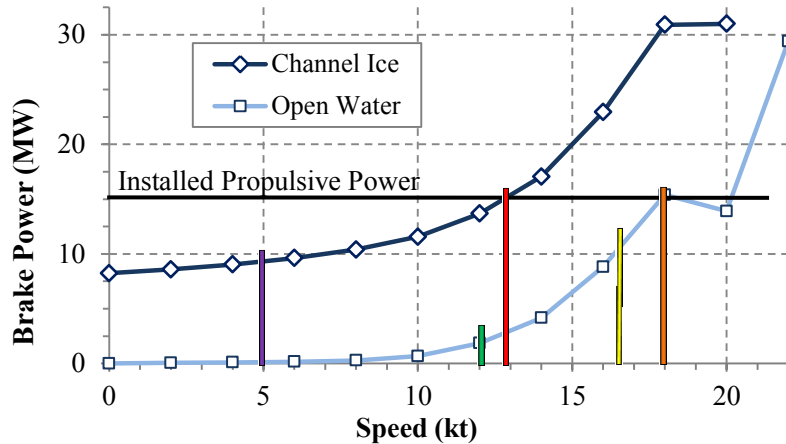 30
Channel Ice
Open Water
20
Installed Propulsive Power
10
0
Brake Power (MW)
0 5 10 15 20
Speed (kt)